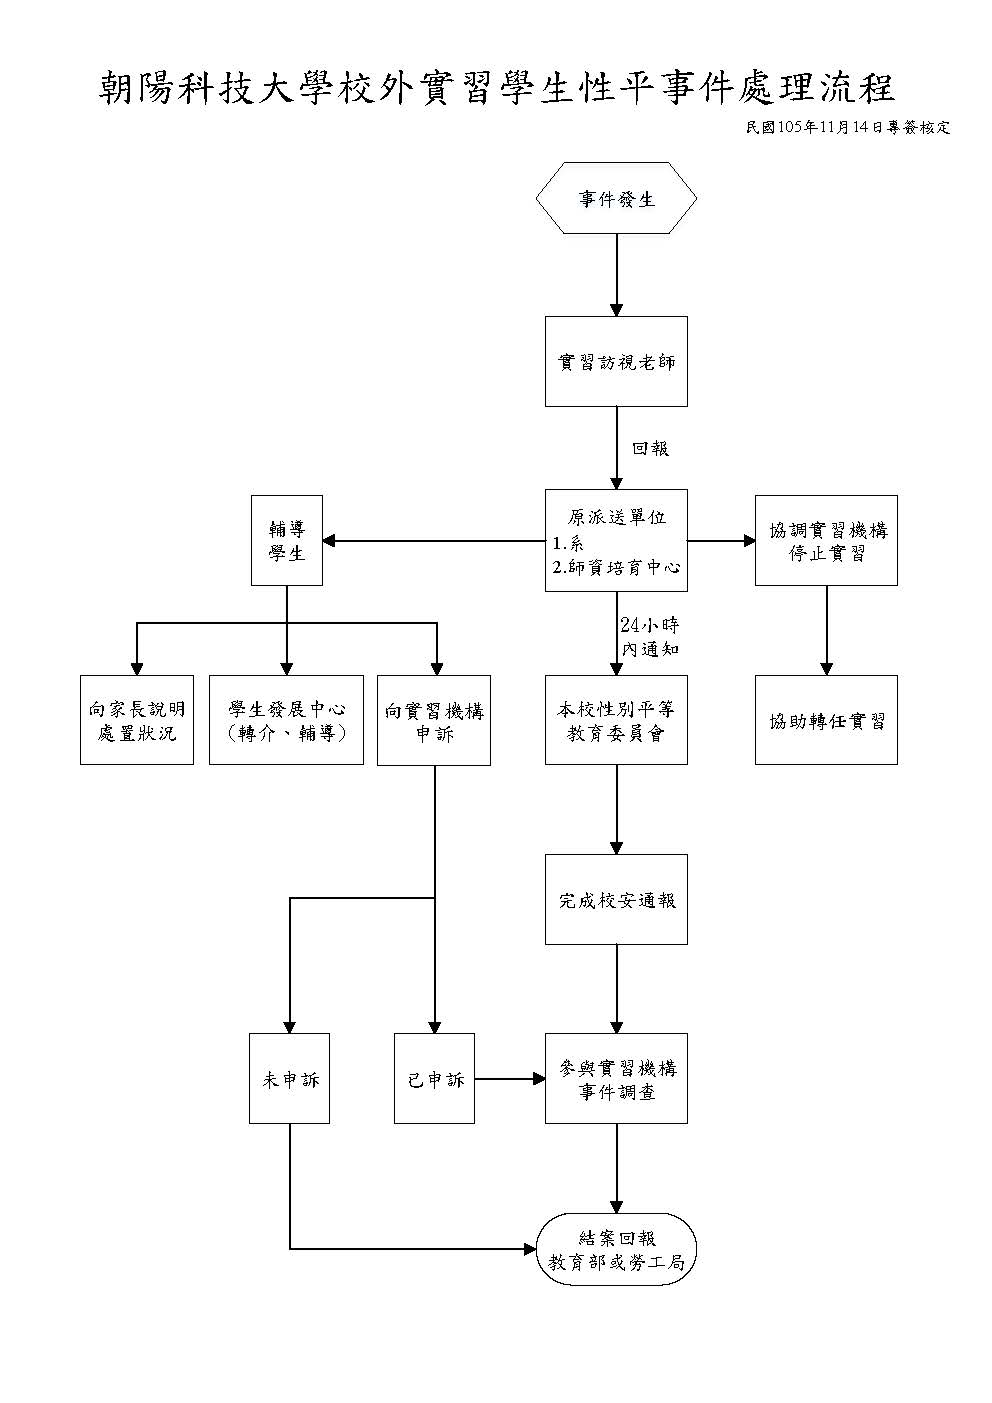 朝陽科技大學校外實習學生性平事件處理流程
民國105年11月14日專簽核定
事件發生
實習訪視老師
回報
輔導
學生
原派送單位
1.系
2.師資培育中心
協調實習機構
停止實習
24小時
內通知
向家長說明
處置狀況
學生發展中心
（轉介、輔導）
向實習機構
申訴
本校性別平等
教育委員會
協助轉任實習
完成校安通報
未申訴
已申訴
參與實習機構
事件調查
結案回報
教育部或勞工局